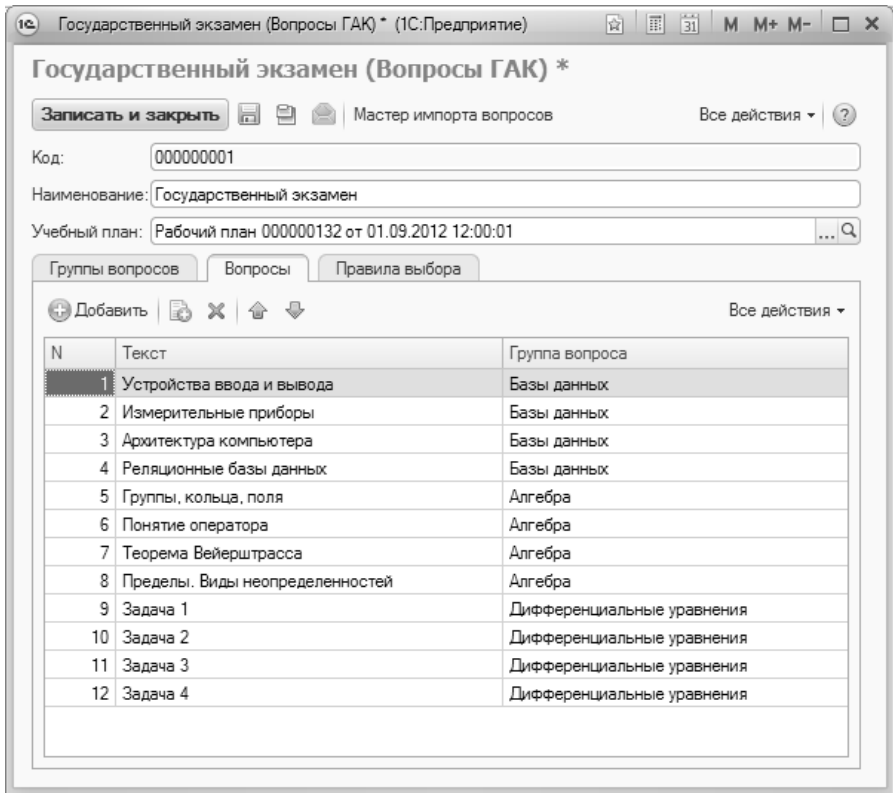 1С Государственный экзамен (Вопросы ГАК) * (1С:Предприятие) 31 M M+ M-
Государственный экзамен (Вопросы ГАК) *
Записать и закрыть Мастер импорта вопросов Все действия ?
Код: 000000001
Наименование: Государственный экзамен
Учебный план: Рабочий план 000000132 от 01.09.2012 12:00:01 ...
Группы вопросов Вопросы Правила выбора
Добавить Все действия
N Текст Группа вопроса
1 Устройства ввода и вывода Базы данных
2 Измерительные приборы Базы данных
3 Архитектура компьютера Базы данных
4 Реляционные базы данных Базы данных
5 Группы, кольца, поля Алгебра
6 Понятие оператора Алгебра
7 Теорема Вейерштрасса Алгебра
8 Пределы. Виды неопределенностей Алгебра
9 Задача 1 Дифференциальные уравнения
10 Задача 2 Дифференциальные уравнения
11 Задача 3 Дифференциальные уравнения
12 Задача 4 Дифференциальные уравнения